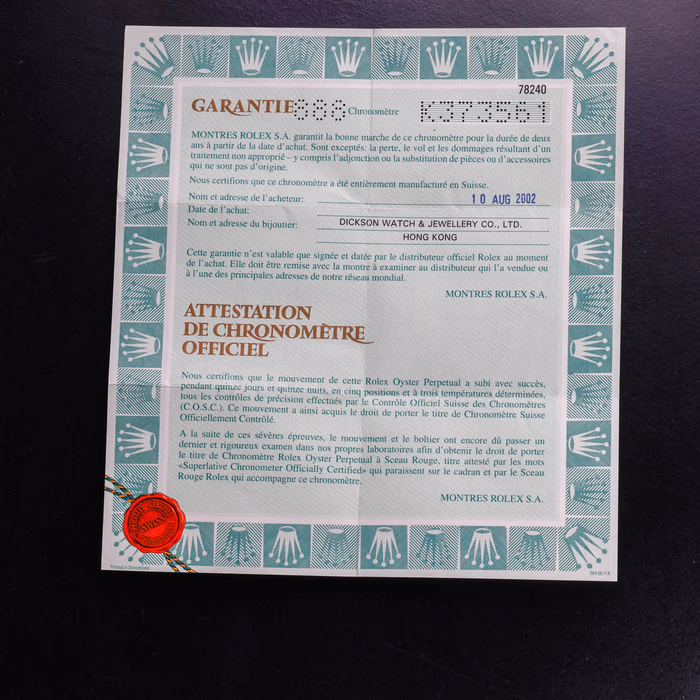 78240
GARANTIE 888 Chronomètre K373561
MONTRES ROLEX S.A. garantit la bonne marche de ce chronomètre pour la durée de deux
ans à partir de la date d'achat. Sont exceptés: la perte, le vol et les dommages résultant d'un
traitement non approprié – y compris l'adjonction ou la substitution de pièces ou d'accessoires
qui ne sont pas d'origine.
Nous certifions que ce chronomètre a été entièrement manufacturé en Suisse.
Nom et adresse de l'acheteur:
10 AUG 2002
Date de l'achat:
Nom et adresse du bijoutier: DICKSON WATCH & JEWELLERY CO., LTD.
HONG KONG
Cette garantie n'est valable que signée et datée par le distributeur officiel Rolex au moment
de l'achat. Elle doit être remise avec la montre à examiner au distributeur qui l'a vendue ou
à l'une des principales adresses de notre réseau mondial.
MONTRES ROLEX S.A.
ATTESTATION
DE CHRONOMÈTRE
OFFICIEL
Nous certifions que le mouvement de cette Rolex Oyster Perpetual a subi avec succès,
pendant quinze jours et quinze nuits, en cinq positions et à trois températures déterminées,
tous les contrôles de précision effectués par le Contrôle Officiel Suisse des Chronomètres
(C.O.S.C.). Ce mouvement a ainsi acquis le droit de porter le titre de Chronomètre Suisse
Officiellement Contrôlé.
A la suite de ces sévères épreuves, le mouvement et le boîtier ont encore dû passer un
dernier et rigoureux examen dans nos propres laboratoires afin d'obtenir le droit de porter
le titre de Chronomètre Rolex Oyster Perpetual à Sceau Rouge, titre attesté par les mots
«Superlative Chronometer Officially Certified» qui paraissent sur le cadran et par le Sceau
Rouge Rolex qui accompagne ce chronomètre.
MONTRES ROLEX S.A.
SWISS
Printed in Switzerland